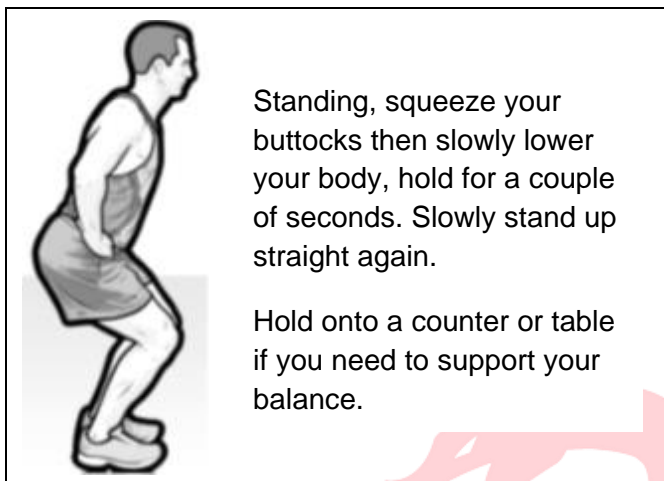 Standing, squeeze your
buttocks then slowly lower
your body, hold for a couple
of seconds. Slowly stand up
straight again.
Hold onto a counter or table
if you need to support your
balance.